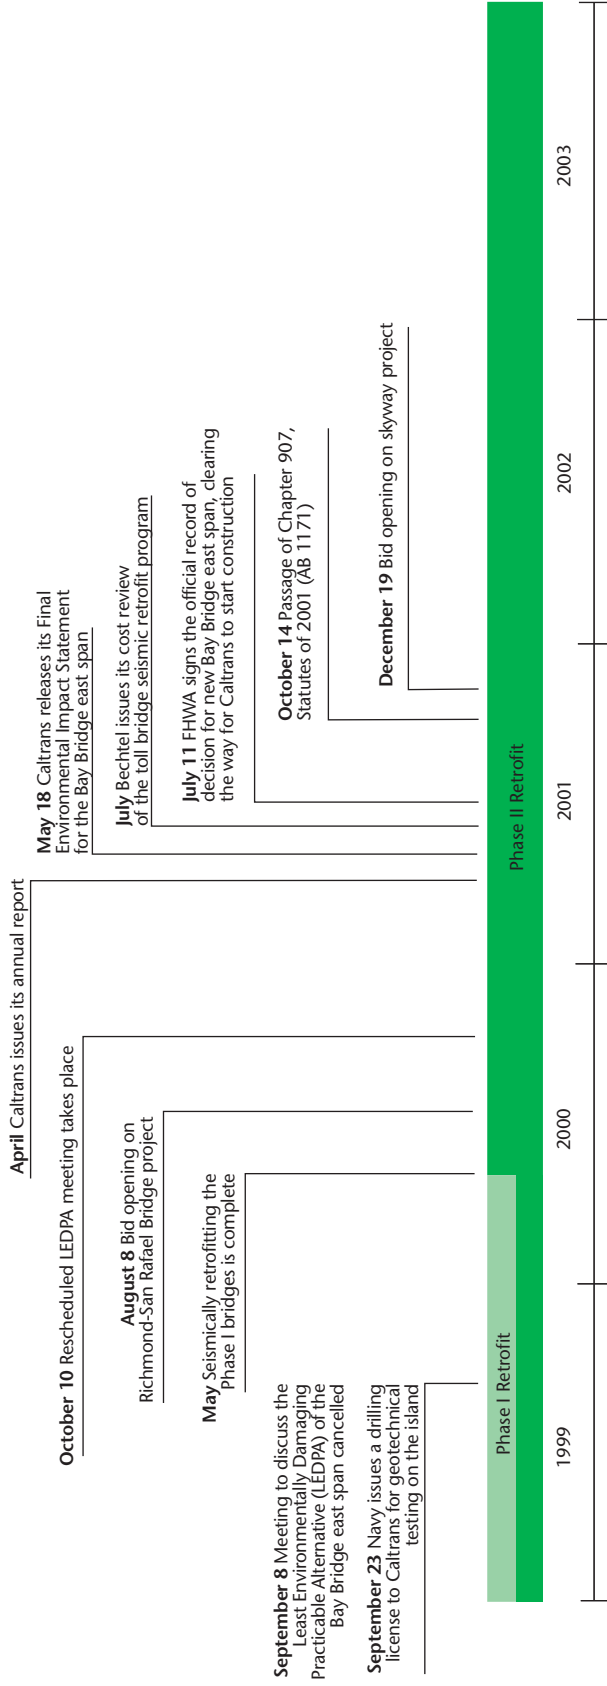 April Caltrans issues its annual report
October 10 Rescheduled LEDPA meeting takes place
August 8 Bid opening on
Richmond-San Rafael Bridge project
May Seismically retrofitting the
Phase I bridges is complete
September 8 Meeting to discuss the
Least Environmentally Damaging
Practicable Alternative (LEDPA) of the
Bay Bridge east span cancelled
September 23 Navy issues a drilling
license to Caltrans for geotechnical
testing on the island
May 18 Caltrans releases its Final
Environmental Impact Statement
for the Bay Bridge east span
July Bechtel issues its cost review
of the toll bridge seismic retrofit program
July 11 FHWA signs the official record of
decision for new Bay Bridge east span, clearing
the way for Caltrans to start construction
October 14 Passage of Chapter 907,
Statutes of 2001 (AB 1171)
December 19 Bid opening on skyway project
Phase I Retrofit
Phase II Retrofit
1999
2000
2001
2002
2003